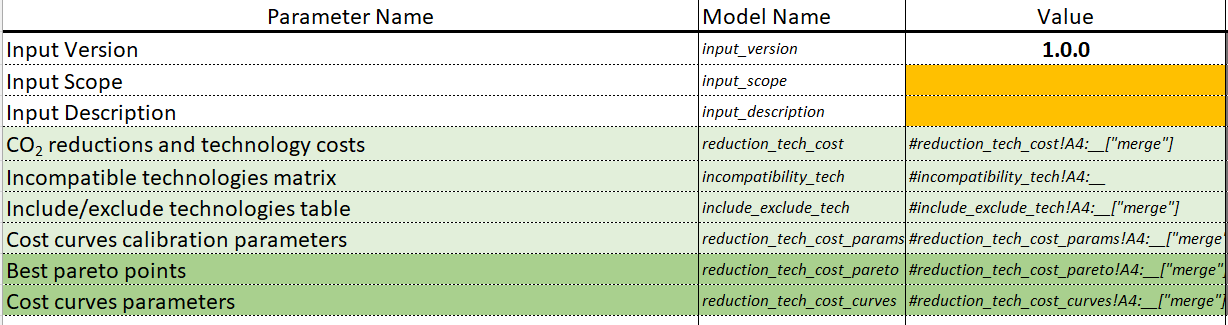 Parameter Name Model Name Value
Input Version input_version 1.0.0
Input Scope input_scope
Input Description input_description
CO2 reductions and technology costs reduction_tech_cost #reduction_tech_cost!A4:__["merge"]
Incompatible technologies matrix incompatibility_tech #incompatibility_tech!A4:__
Include/exclude technologies table include_exclude_tech #include_exclude_tech!A4:__["merge"]
Cost curves calibration parameters reduction_tech_cost_params #reduction_tech_cost_params!A4:__["merge"
Best pareto points reduction_tech_cost_pareto #reduction_tech_cost_pareto!A4:__["merge"]
Cost curves parameters reduction_tech_cost_curves #reduction_tech_cost_curves!A4:__["merge"]